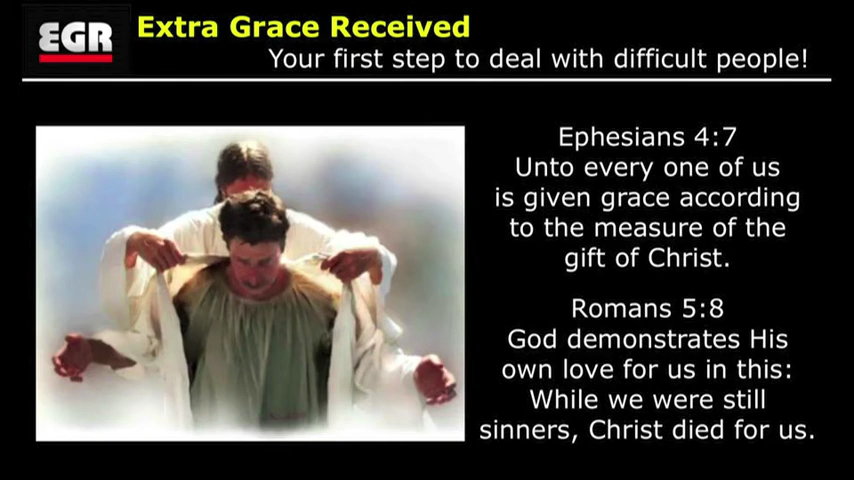 EGR
Extra Grace Received
Your first step to deal with difficult people!
Ephesians 4:7
Unto every one of us
is given grace according
to the measure of the
gift of Christ.
Romans 5:8
God demonstrates His
own love for us in this:
While we were still
sinners, Christ died for us.